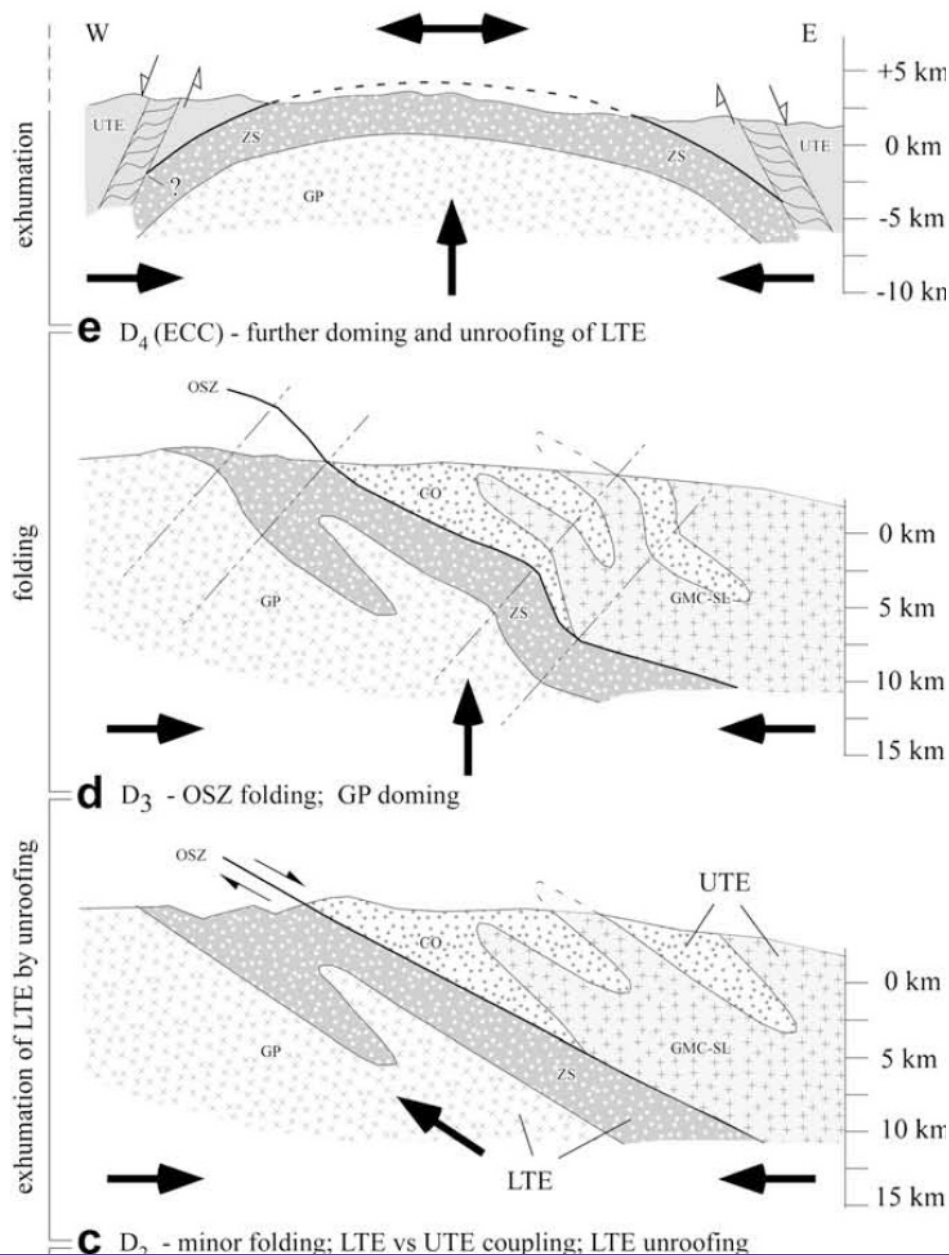 W
E
+5 km
UTE
ZS
ZS
UTE
0 km
?
GP
-5 km
-10 km
exhumation
e D4 (ECC) - further doming and unroofing of LTE
OSZ
CO
0 km
GP
GMC-SL
ZS
5 km
10 km
15 km
folding
d D3 - OSZ folding; GP doming
OSZ
UTE
CO
0 km
GP
GMC-SL
5 km
ZS
10 km
LTE
15 km
exhumation of LTE by unroofing
c D2 - minor folding; LTE vs UTE coupling; LTE unroofing